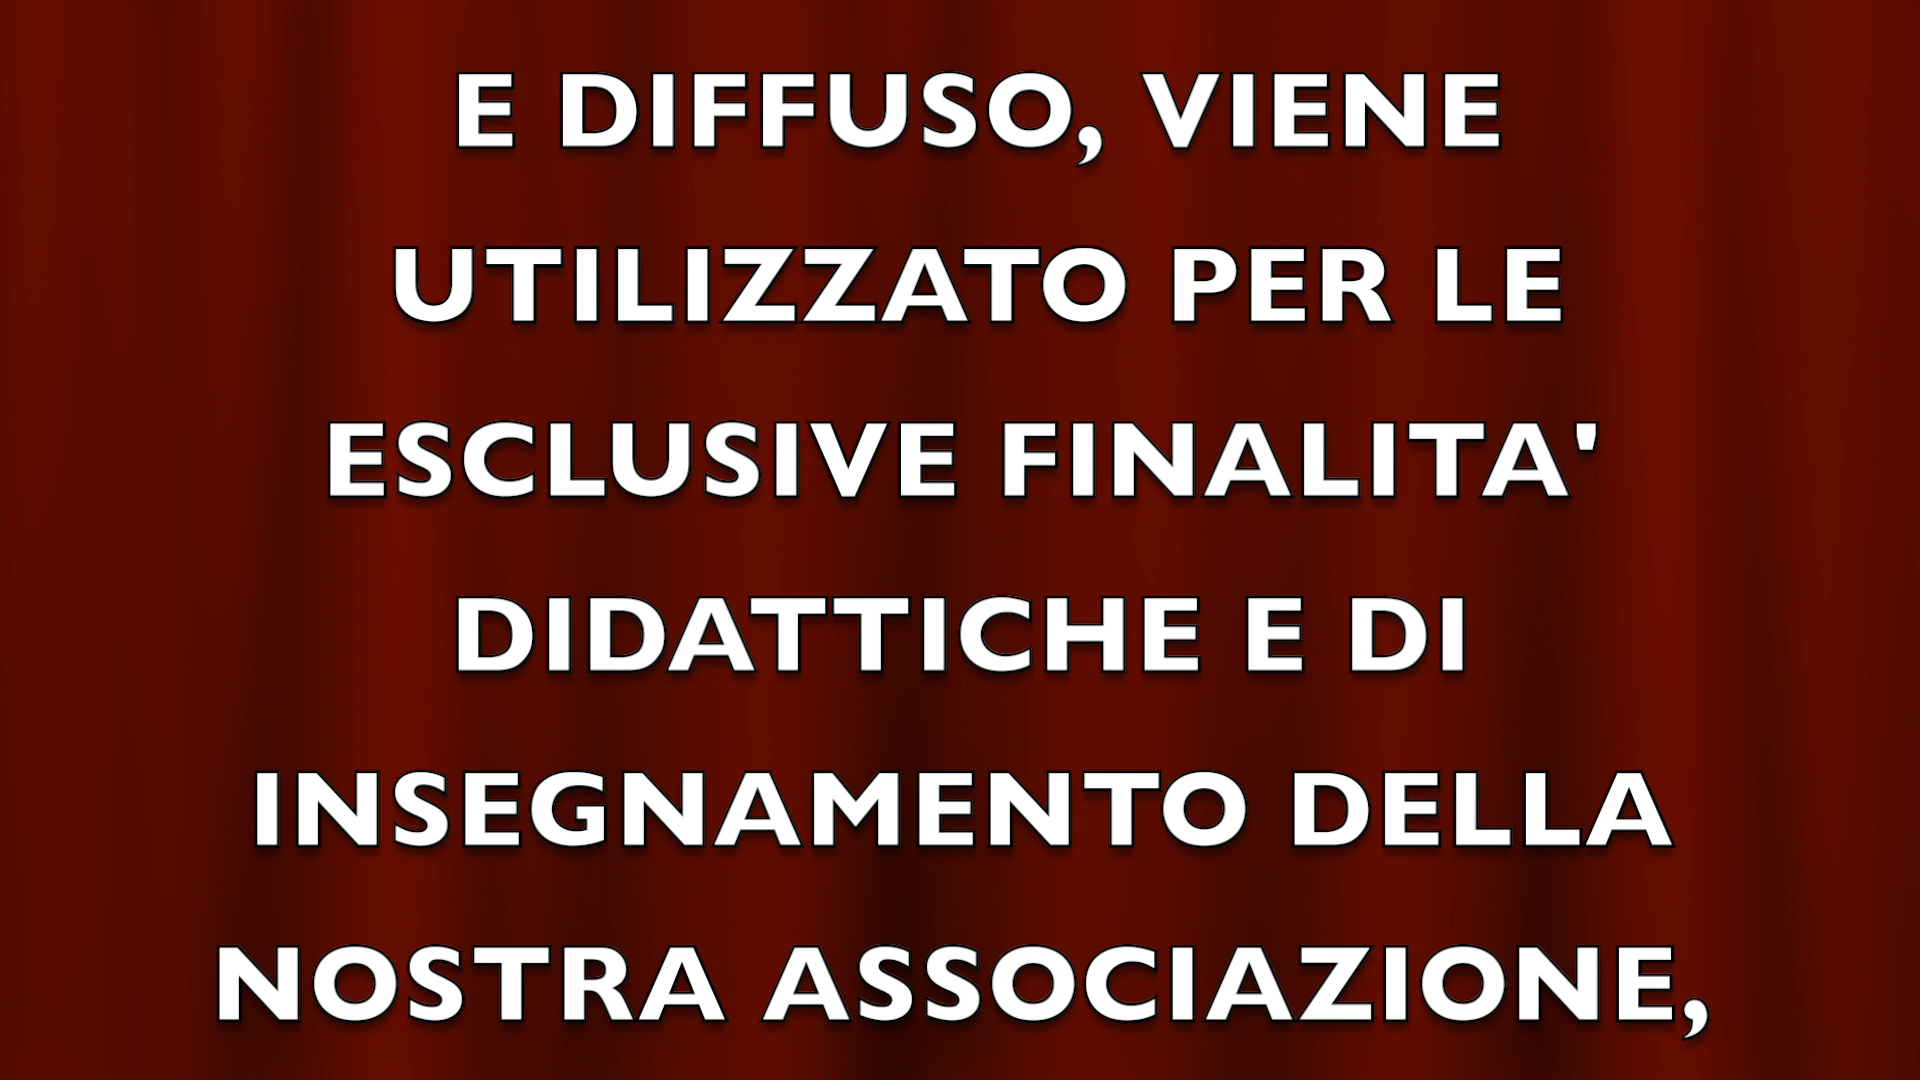 E DIFFUSO, VIENE
UTILIZZATO PER LE
ESCLUSIVE FINALITA'
DIDATTICHE E DI
INSEGNAMENTO DELLA
NOSTRA ASSOCIAZIONE,